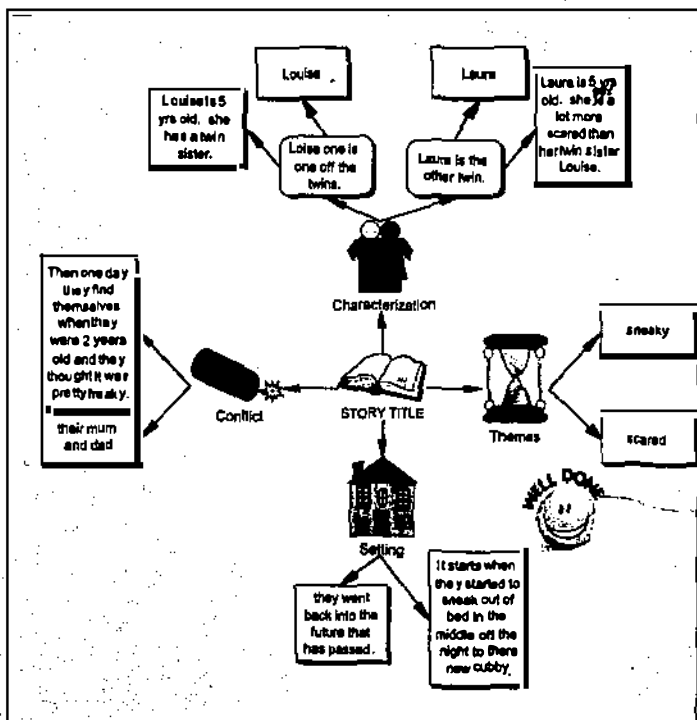 Louise
Laura
Louise is 5
yrs old. she
has a twin
sister.
Loise one is
one off the
twins.
Laura is the
other twin.
Laura is 5 yrs
old. she is a
lot more
scared than
her twin sister
Louise.
Characterization
Then one day
they find
themselves
when they
were 2 years
old and they
thought it was
pretty freaky.
their mum
and dad
Conflict
STORY TITLE
Themes
sneaky
scared
WELL DONE
Setting
they went
back into the
future that
has passed.
It starts when
they started to
sneak out of
bed in the
middle off the
night to there
new cubby.